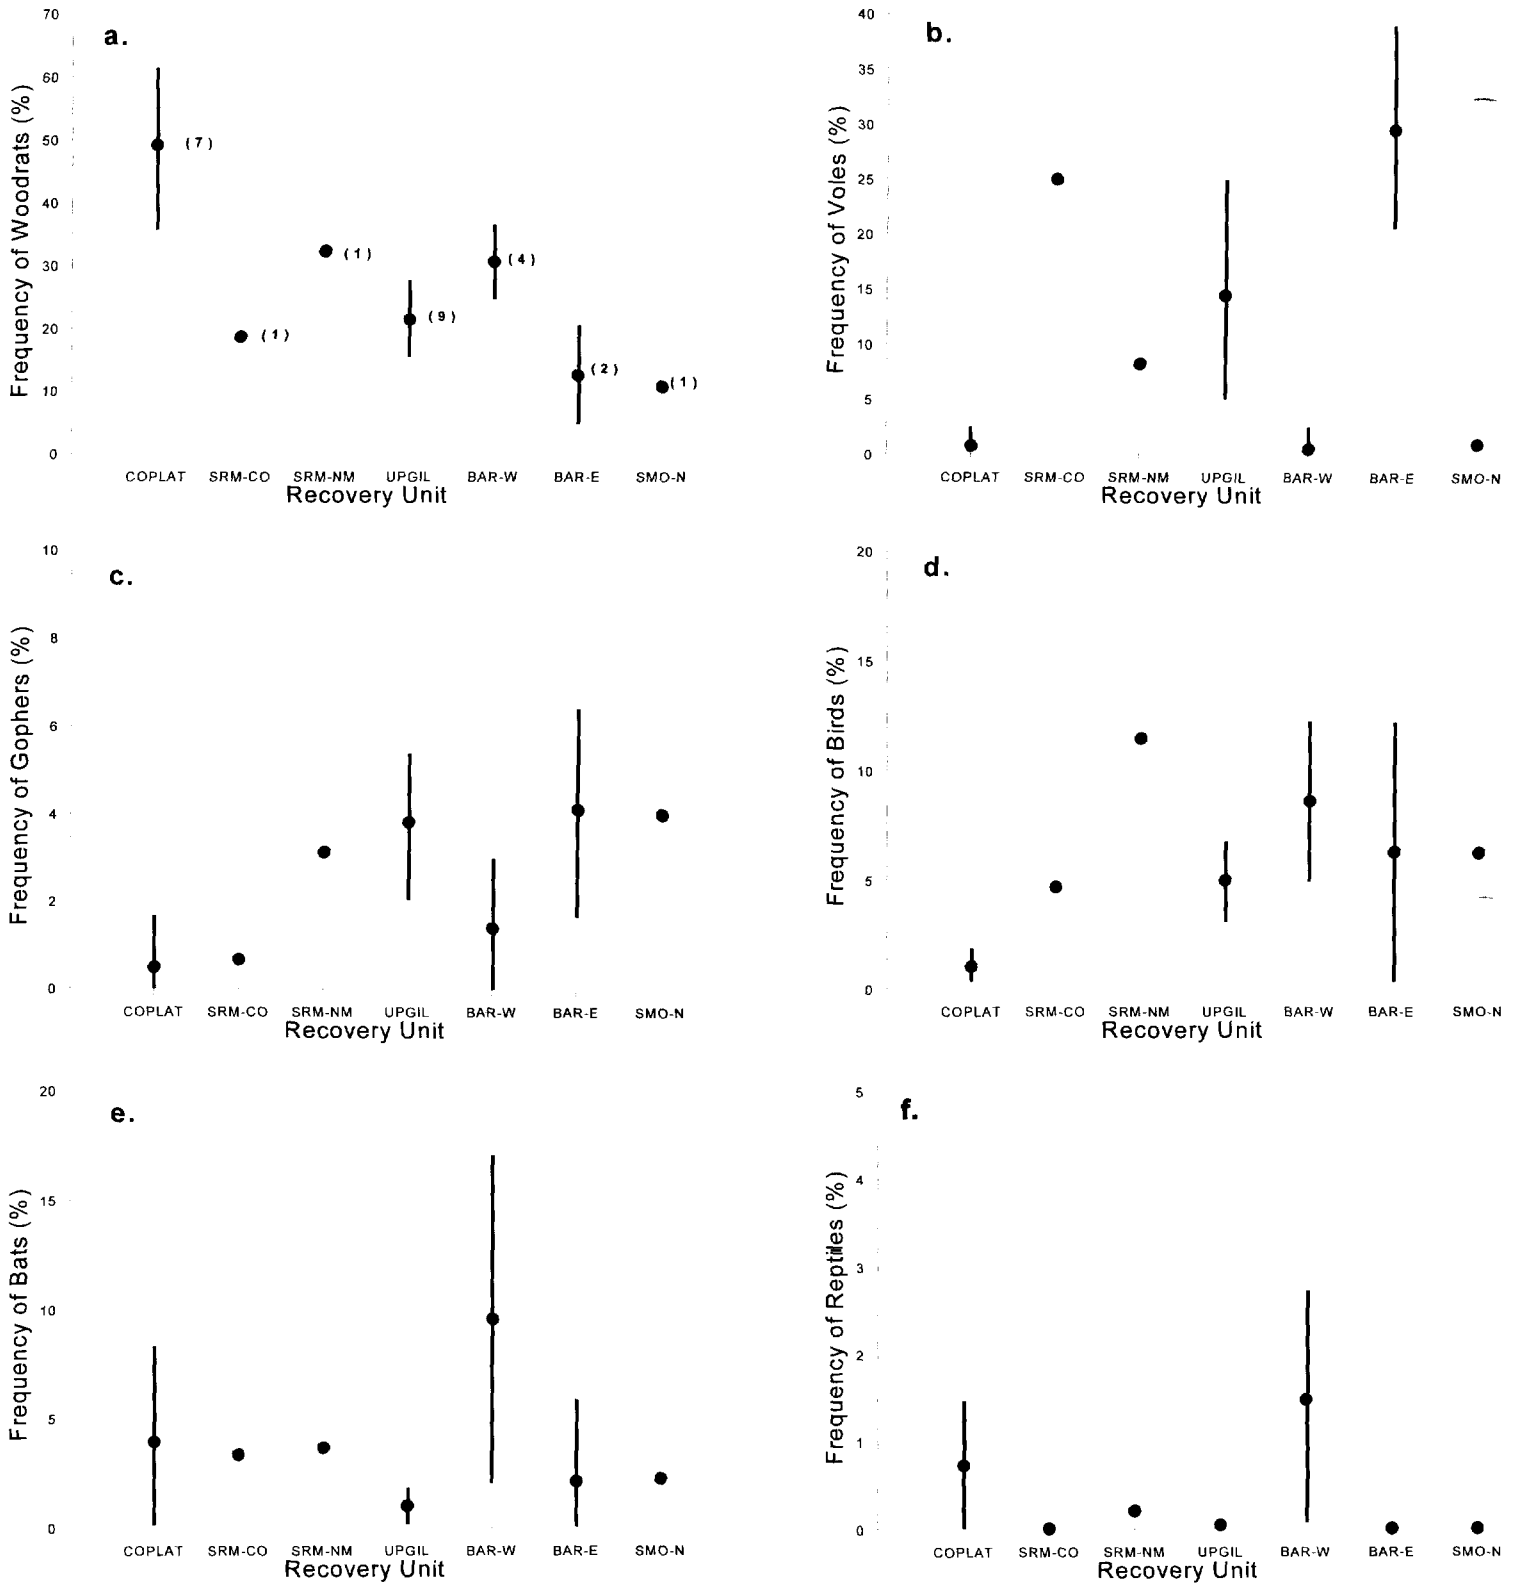 a.
Frequency of Woodrats (%)
70
60
50
40
30
20
10
0
(7)
(1)
(1)
(9)
(4)
(2)
(1)
COPLAT SRM-CO SRM-NM UPGIL BAR-W BAR-E SMO-N
Recovery Unit
b.
Frequency of Voles (%)
40
35
30
25
20
15
10
5
0
COPLAT SRM-CO SRM-NM UPGIL BAR-W BAR-E SMO-N
Recovery Unit
c.
Frequency of Gophers (%)
10
8
6
4
2
0
COPLAT SRM-CO SRM-NM UPGIL BAR-W BAR-E SMO-N
Recovery Unit
d.
Frequency of Birds (%)
20
15
10
5
0
COPLAT SRM-CO SRM-NM UPGIL BAR-W BAR-E SMO-N
Recovery Unit
e.
Frequency of Bats (%)
20
15
10
5
0
COPLAT SRM-CO SRM-NM UPGIL BAR-W BAR-E SMO-N
Recovery Unit
f.
Frequency of Reptiles (%)
5
4
3
2
1
0
COPLAT SRM-CO SRM-NM UPGIL BAR-W BAR-E SMO-N
Recovery Unit